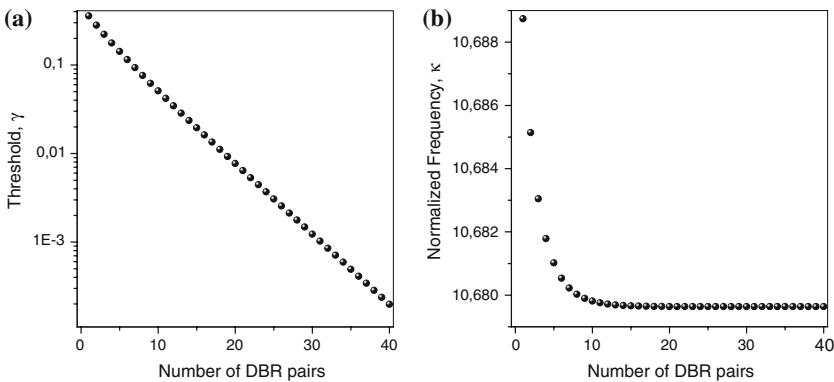 (a)
Threshold, γ
0,1
0,01
1E-3
0
10
20
30
40
Number of DBR pairs
(b)
Normalized Frequency, κ
10,688
10,686
10,684
10,682
10,680
0
10
20
30
40
Number of DBR pairs